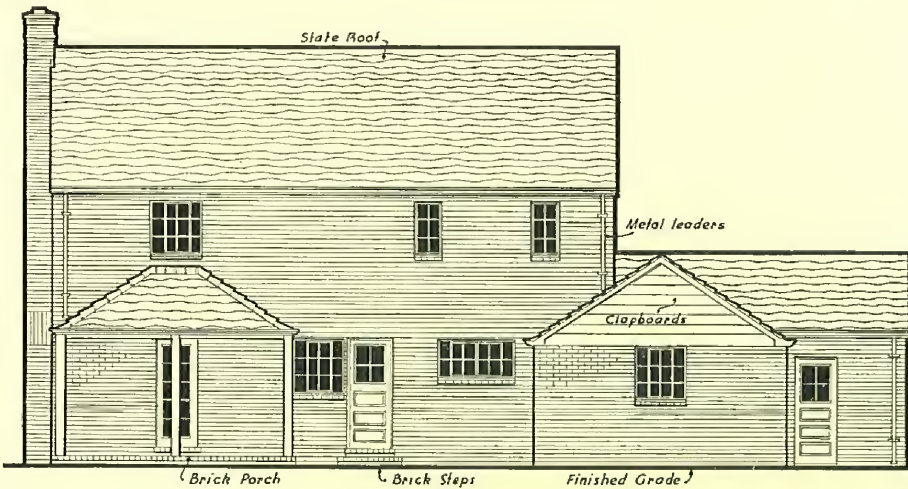 Slate Roof
Metal leaders
Clapboards
Brick Porch
Brick Steps
Finished Grade